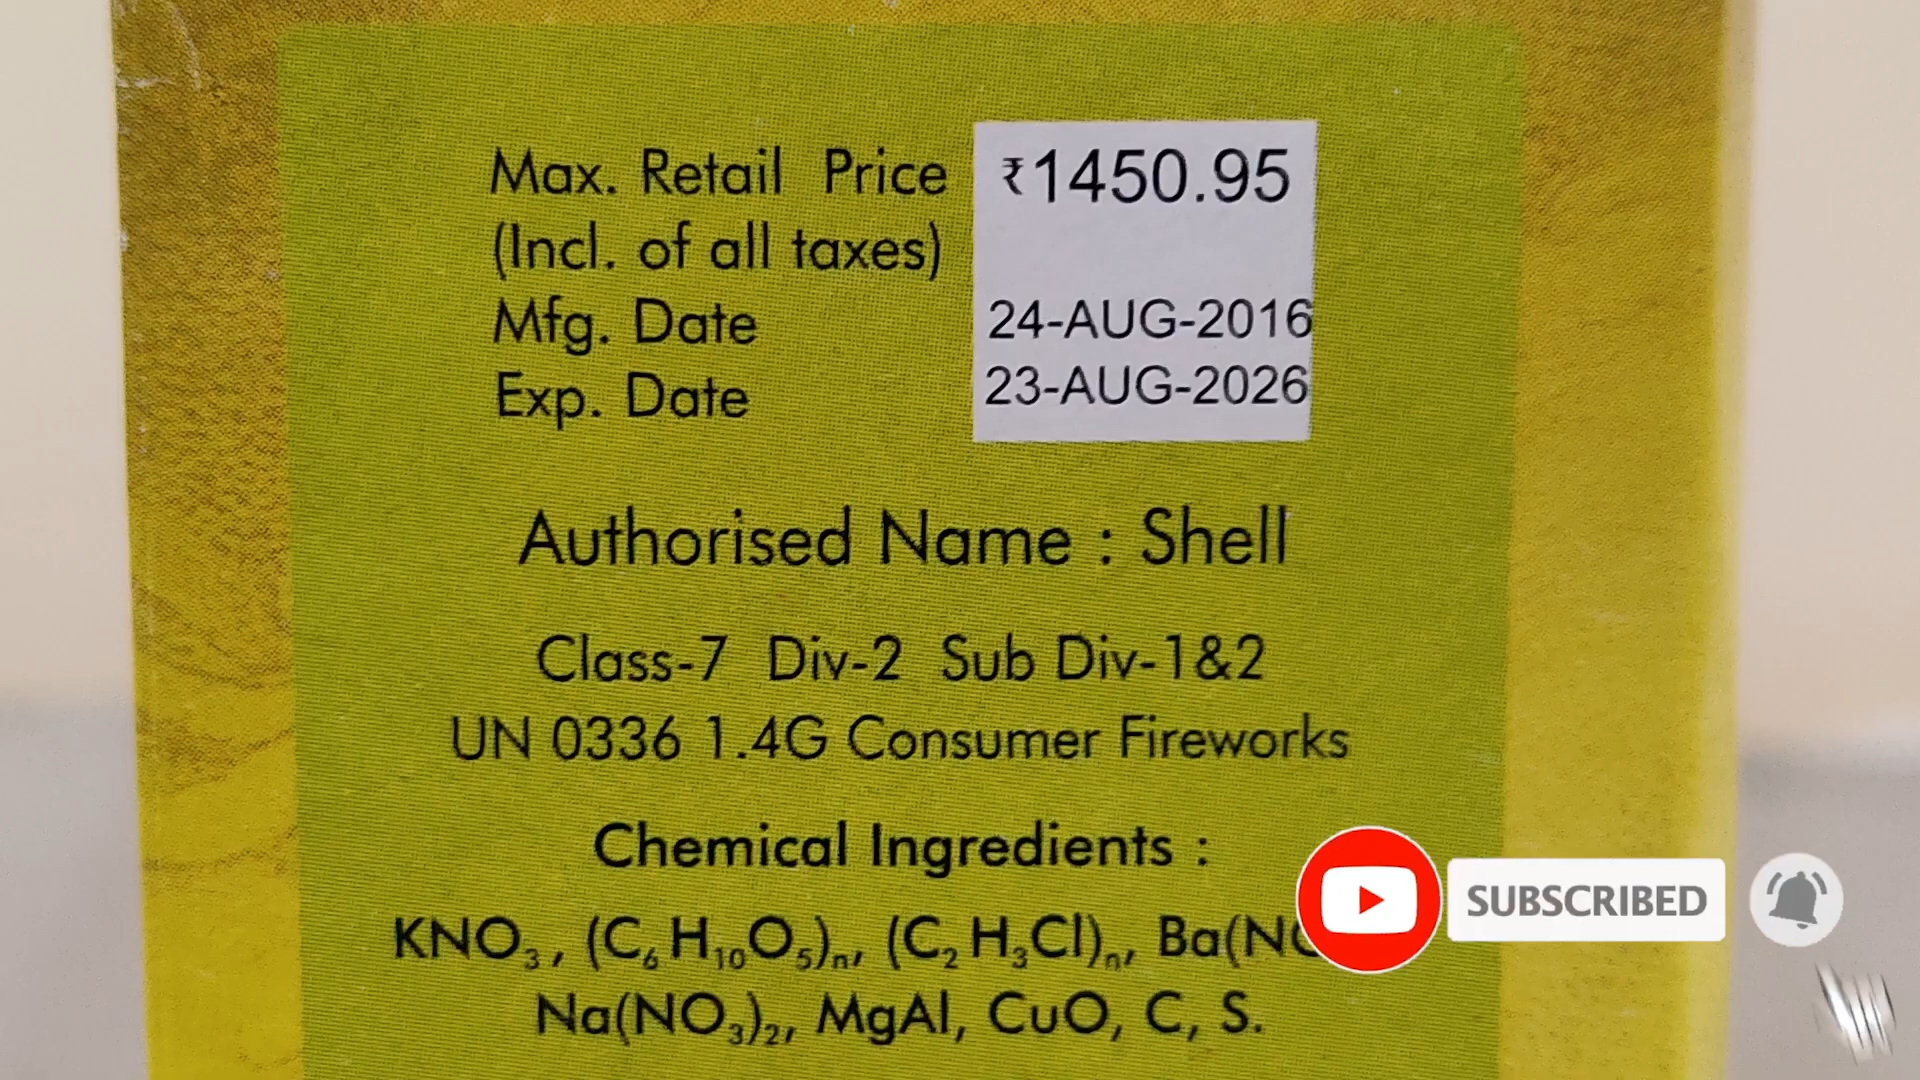 Max. Retail Price ₹1450.95
(Incl. of all taxes)
Mfg. Date 24-AUG-2016
Exp. Date 23-AUG-2026
Authorised Name : Shell
Class-7 Div-2 Sub Div-1&2
UN 0336 1.4G Consumer Fireworks
Chemical Ingredients :
KNO₃, (C₆H₁₀O₅)ₙ, (C₂H₃Cl)ₙ,
Na(NO₃)₂, MgAl, CuO, C, S.
SUBSCRIBED